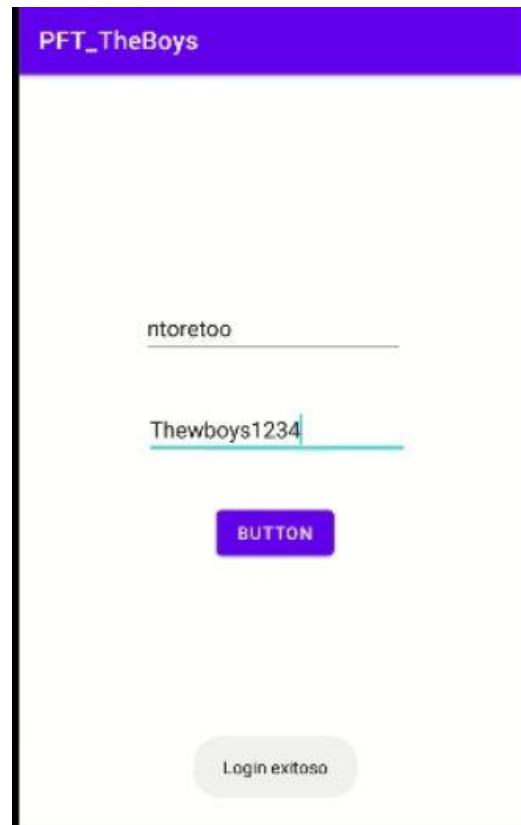 PFT_TheBoys
ntoretoo
Thewboys1234
BUTTON
Login exitoso